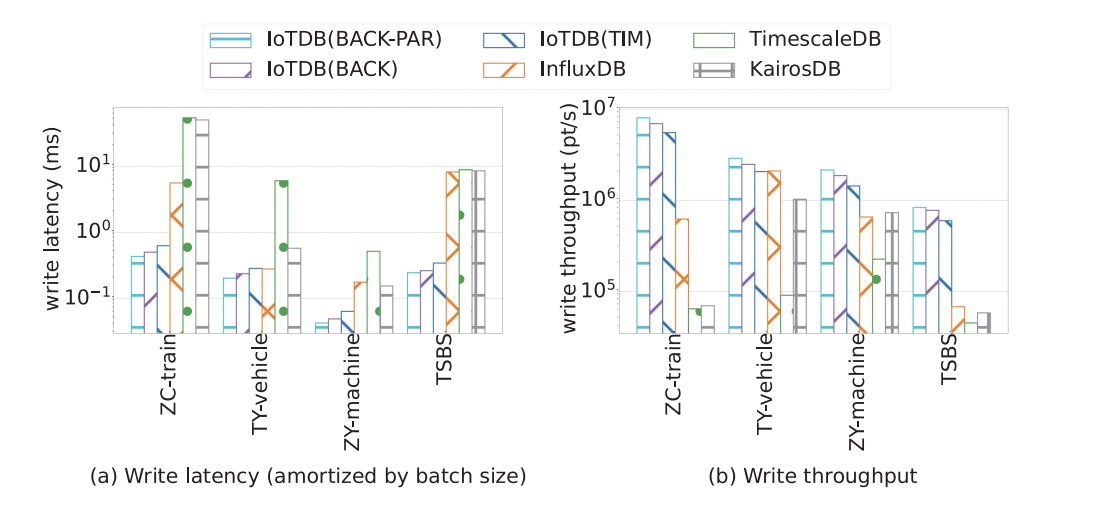 IoTDB(BACK-PAR) IoTDB(TIM) TimescaleDB
IoTDB(BACK) InfluxDB KairosDB
write latency (ms)
10^1
10^0
10^−1
ZC-train
TY-vehicle
ZY-machine
TSBS
(a) Write latency (amortized by batch size)
write throughput (pt/s)
10^7
10^6
10^5
ZC-train
TY-vehicle
ZY-machine
TSBS
(b) Write throughput